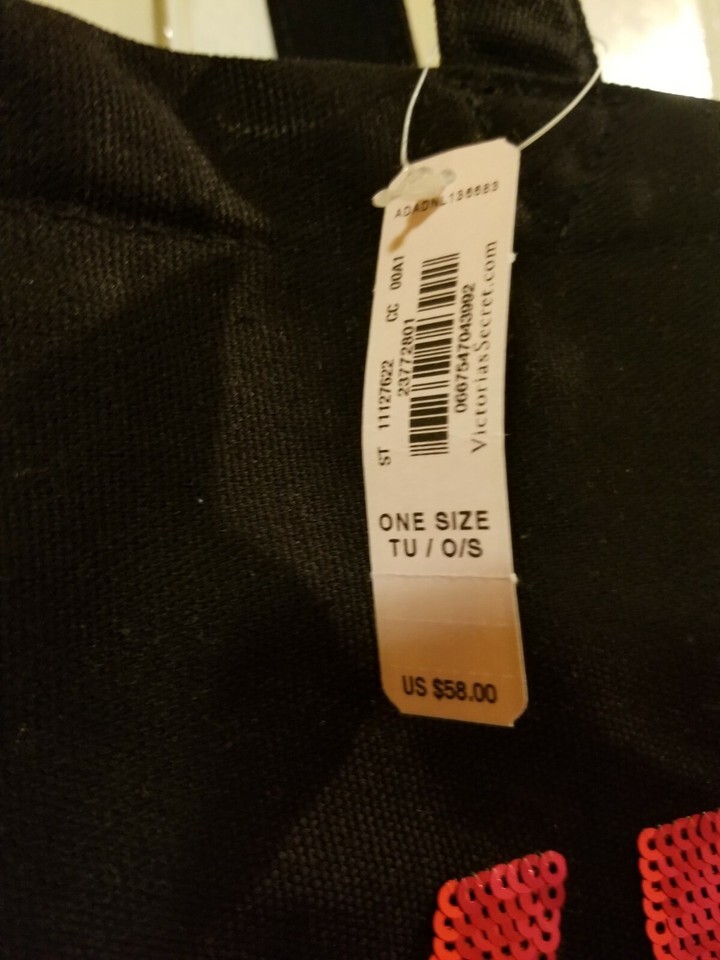 ADADNL136683
ST 11127622 CC 00A1
23772801
0667547043992
VictoriasSecret.com
ONE SIZE
TU / O/S
US $58.00